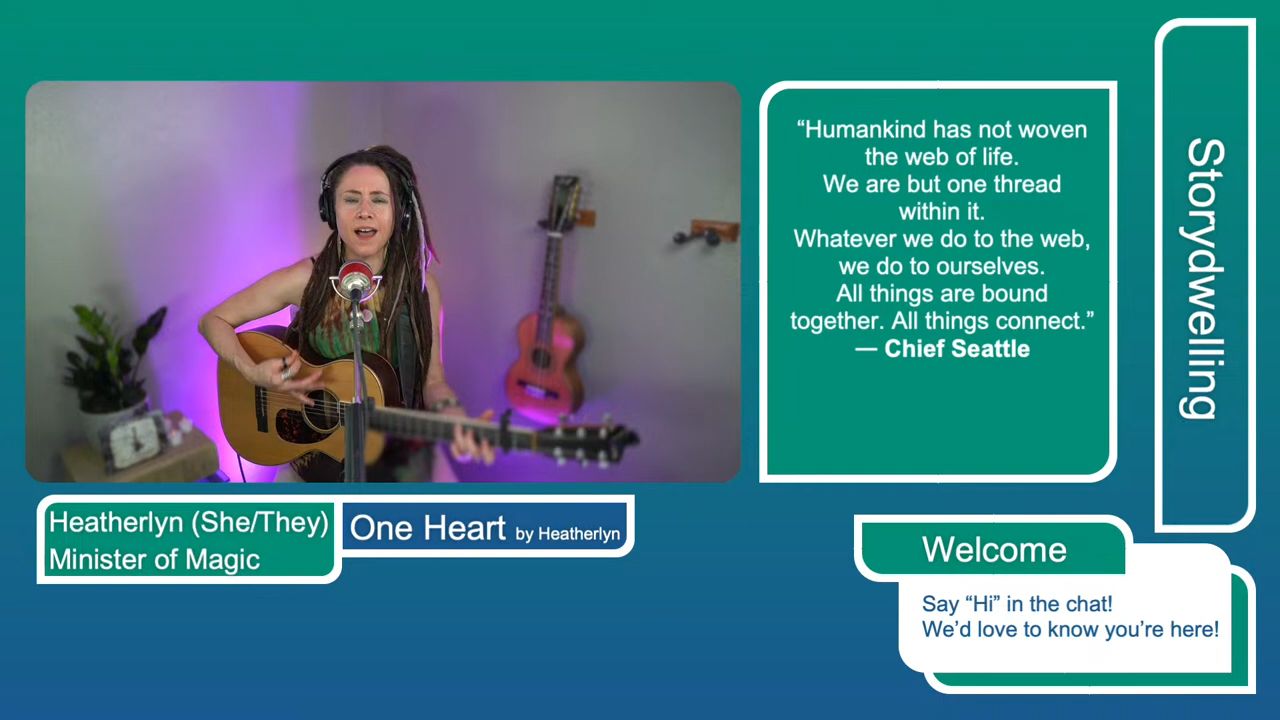 “Humankind has not woven
the web of life.
We are but one thread
within it.
Whatever we do to the web,
we do to ourselves.
All things are bound
together. All things connect.”
— Chief Seattle
Storydwelling
Heatherlyn (She/They)
Minister of Magic
One Heart by Heatherlyn
Welcome
Say “Hi” in the chat!
We’d love to know you’re here!